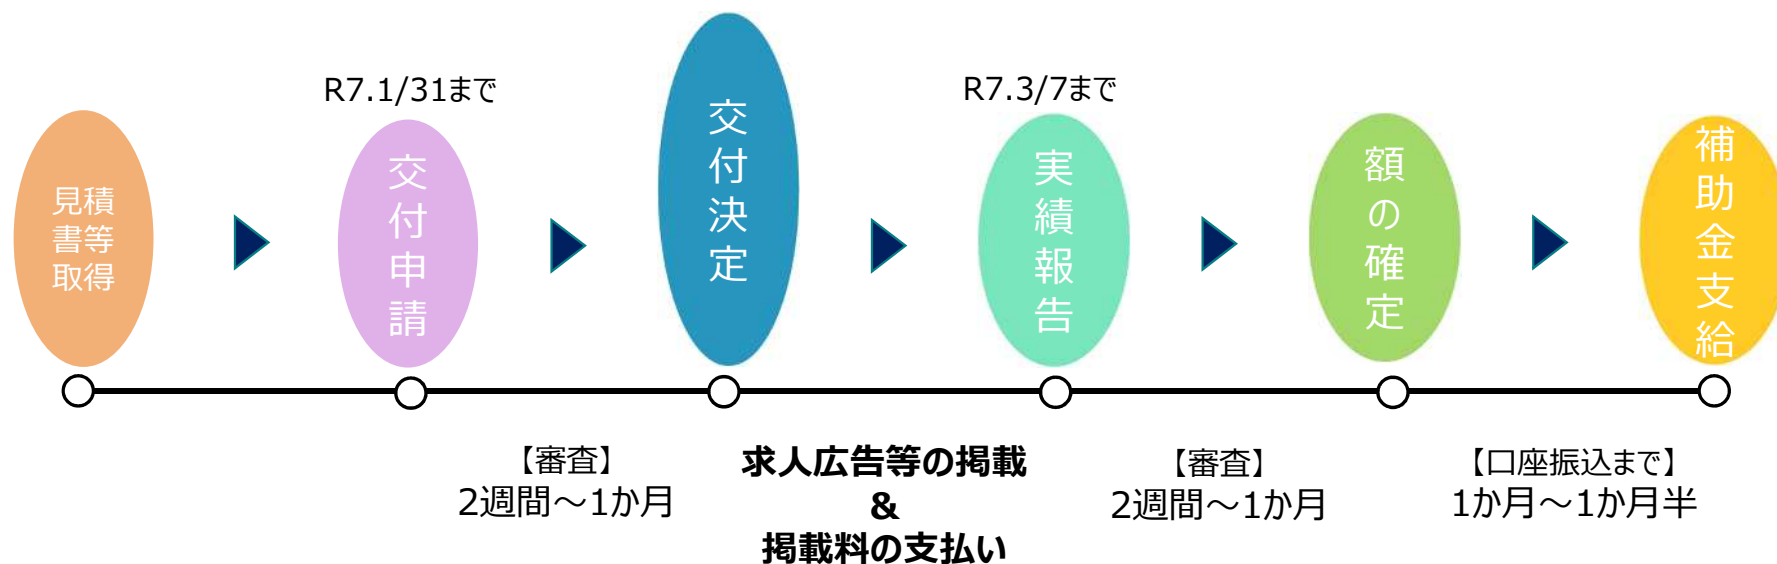 R7.1/31まで
R7.3/7まで
見積
書等
取得
交付申請
交付決定
実績報告
額の確定
補助金支給
【審査】
2週間～1か月
求人広告等の掲載
&
掲載料の支払い
【審査】
2週間～1か月
【口座振込まで】
1か月～1か月半